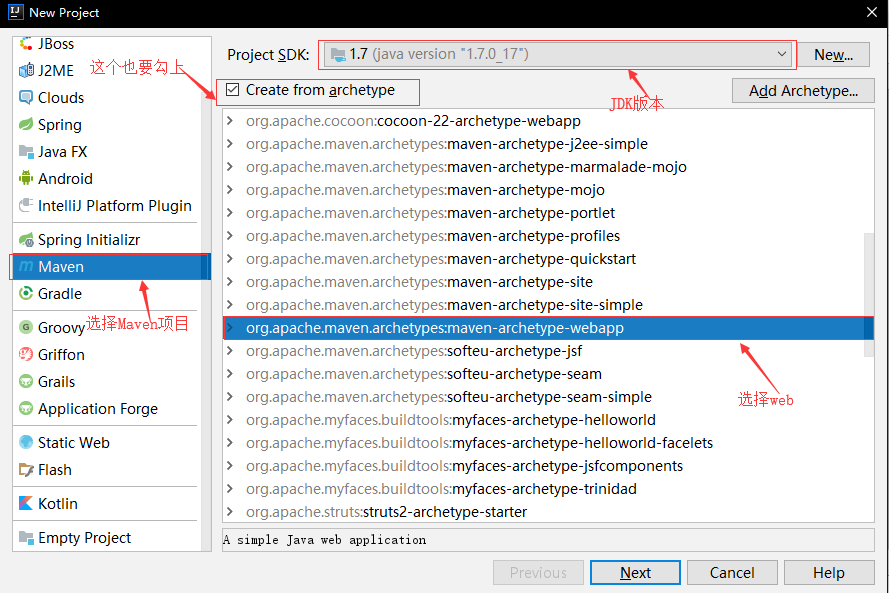 New Project
JBoss
J2ME
Clouds
Spring
Java FX
Android
IntelliJ Platform Plugin
Spring Initializr
Maven
Gradle
Groovy
Griffon
Grails
Application Forge
Static Web
Flash
Kotlin
Empty Project
这个也要勾上
选择Maven项目
Project SDK: 1.7 (java version "1.7.0_17") New...
JDK版本
Create from archetype Add Archetype...
org.apache.cocoon:cocoon-22-archetype-webapp
org.apache.maven.archetypes:maven-archetype-j2ee-simple
org.apache.maven.archetypes:maven-archetype-marmalade-mojo
org.apache.maven.archetypes:maven-archetype-mojo
org.apache.maven.archetypes:maven-archetype-portlet
org.apache.maven.archetypes:maven-archetype-profiles
org.apache.maven.archetypes:maven-archetype-quickstart
org.apache.maven.archetypes:maven-archetype-site
org.apache.maven.archetypes:maven-archetype-site-simple
org.apache.maven.archetypes:maven-archetype-webapp
org.apache.maven.archetypes:softeu-archetype-jsf
org.apache.maven.archetypes:softeu-archetype-seam
org.apache.maven.archetypes:softeu-archetype-seam-simple
选择web
org.apache.myfaces.buildtools:myfaces-archetype-helloworld
org.apache.myfaces.buildtools:myfaces-archetype-helloworld-facelets
org.apache.myfaces.buildtools:myfaces-archetype-jsfcomponents
org.apache.myfaces.buildtools:myfaces-archetype-trinidad
org.apache.struts:struts2-archetype-starter
A simple Java web application
Previous Next Cancel Help